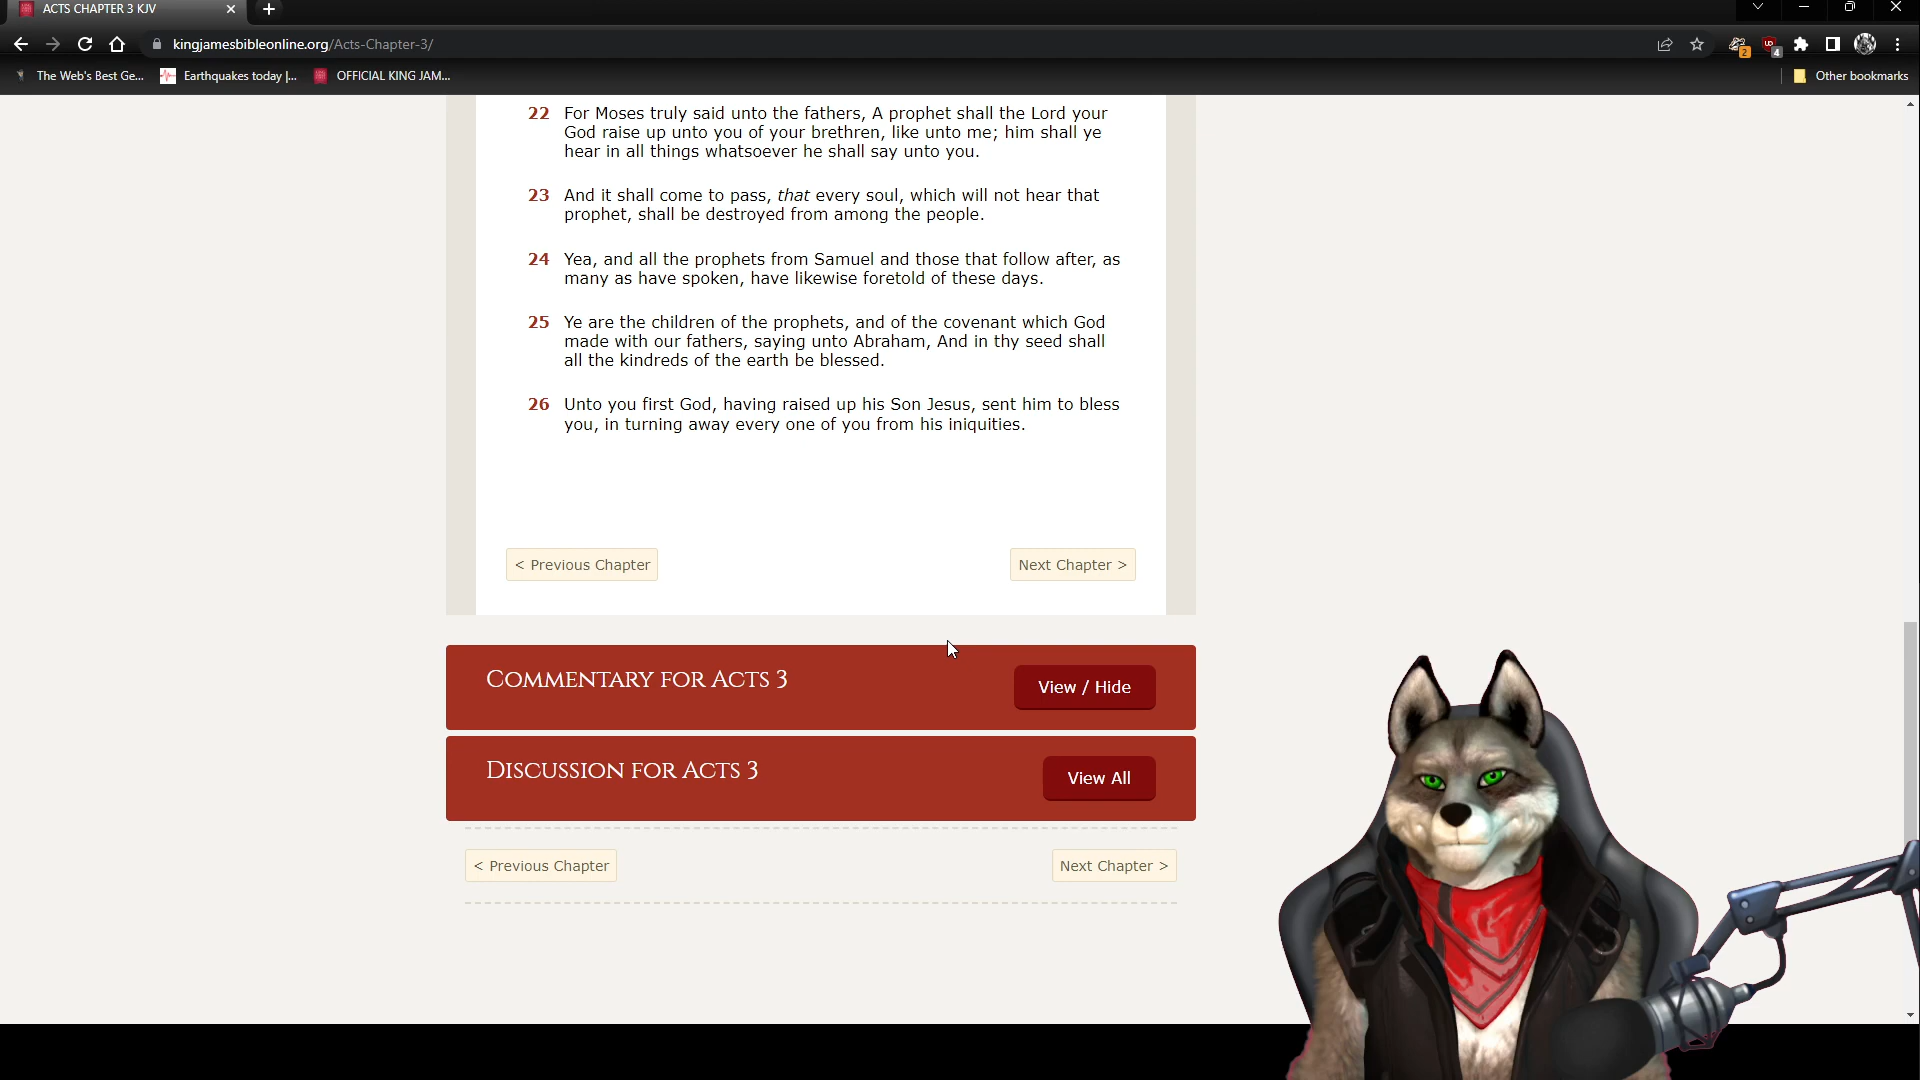 ACTS CHAPTER 3 KJV
kingjamesbibleonline.org/Acts-Chapter-3/
2
4
The Web's Best Ge...
Earthquakes today |...
OFFICIAL KING JAM...
Other bookmarks
22 For Moses truly said unto the fathers, A prophet shall the Lord your
God raise up unto you of your brethren, like unto me; him shall ye
hear in all things whatsoever he shall say unto you.
23 And it shall come to pass, that every soul, which will not hear that
prophet, shall be destroyed from among the people.
24 Yea, and all the prophets from Samuel and those that follow after, as
many as have spoken, have likewise foretold of these days.
25 Ye are the children of the prophets, and of the covenant which God
made with our fathers, saying unto Abraham, And in thy seed shall
all the kindreds of the earth be blessed.
26 Unto you first God, having raised up his Son Jesus, sent him to bless
you, in turning away every one of you from his iniquities.
< Previous Chapter
Next Chapter >
Commentary for Acts 3
View / Hide
Discussion for Acts 3
View All
< Previous Chapter
Next Chapter >